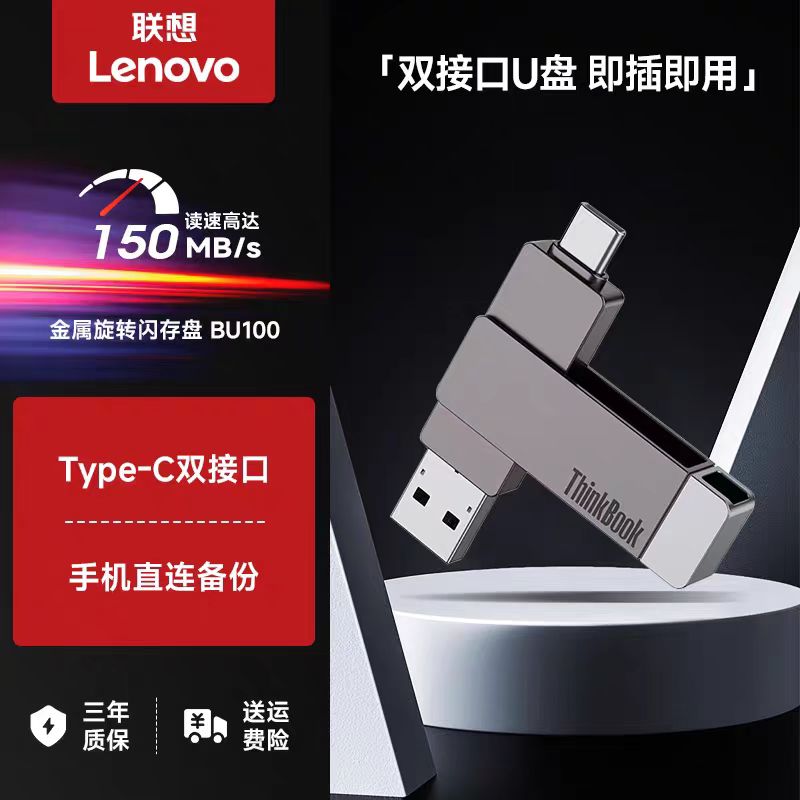 联想
Lenovo
「双接口U盘 即插即用」
读速高达
150 MB/s
金属旋转闪存盘 BU100
Type-C双接口
手机直连备份
ThinkBook
三年
质保
送运
费险